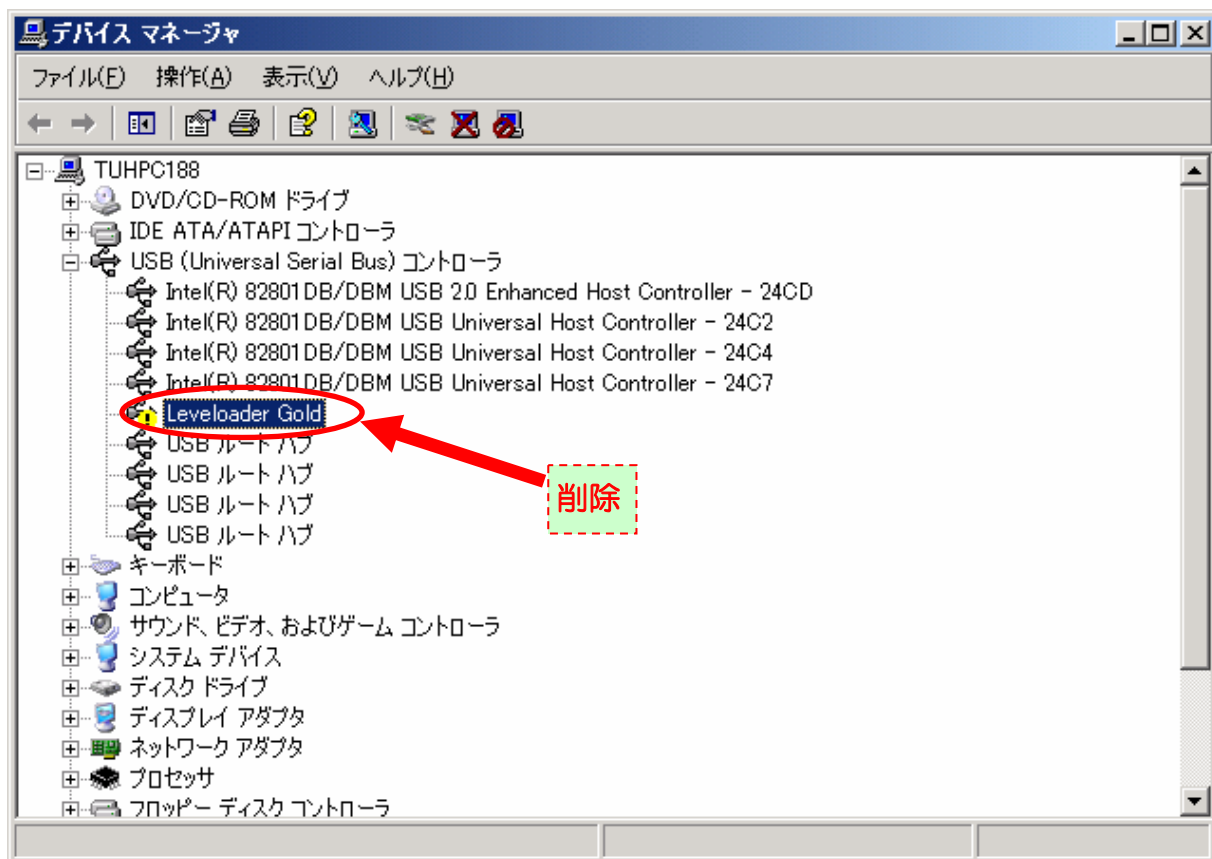 デバイス マネージャ
ファイル(F) 操作(A) 表示(V) ヘルプ(H)
TUHPC188
DVD/CD-ROM ドライブ
IDE ATA/ATAPI コントローラ
USB (Universal Serial Bus) コントローラ
Intel(R) 82801DB/DBM USB 2.0 Enhanced Host Controller - 24CD
Intel(R) 82801DB/DBM USB Universal Host Controller - 24C2
Intel(R) 82801DB/DBM USB Universal Host Controller - 24C4
Intel(R) 82801DB/DBM USB Universal Host Controller - 24C7
Leveloader Gold
USB ルート ハブ
USB ルート ハブ
USB ルート ハブ
削除
USB ルート ハブ
キーボード
コンピュータ
サウンド、ビデオ、およびゲーム コントローラ
システム デバイス
ディスク ドライブ
ディスプレイ アダプタ
ネットワーク アダプタ
プロセッサ
フロッピー ディスク コントローラ